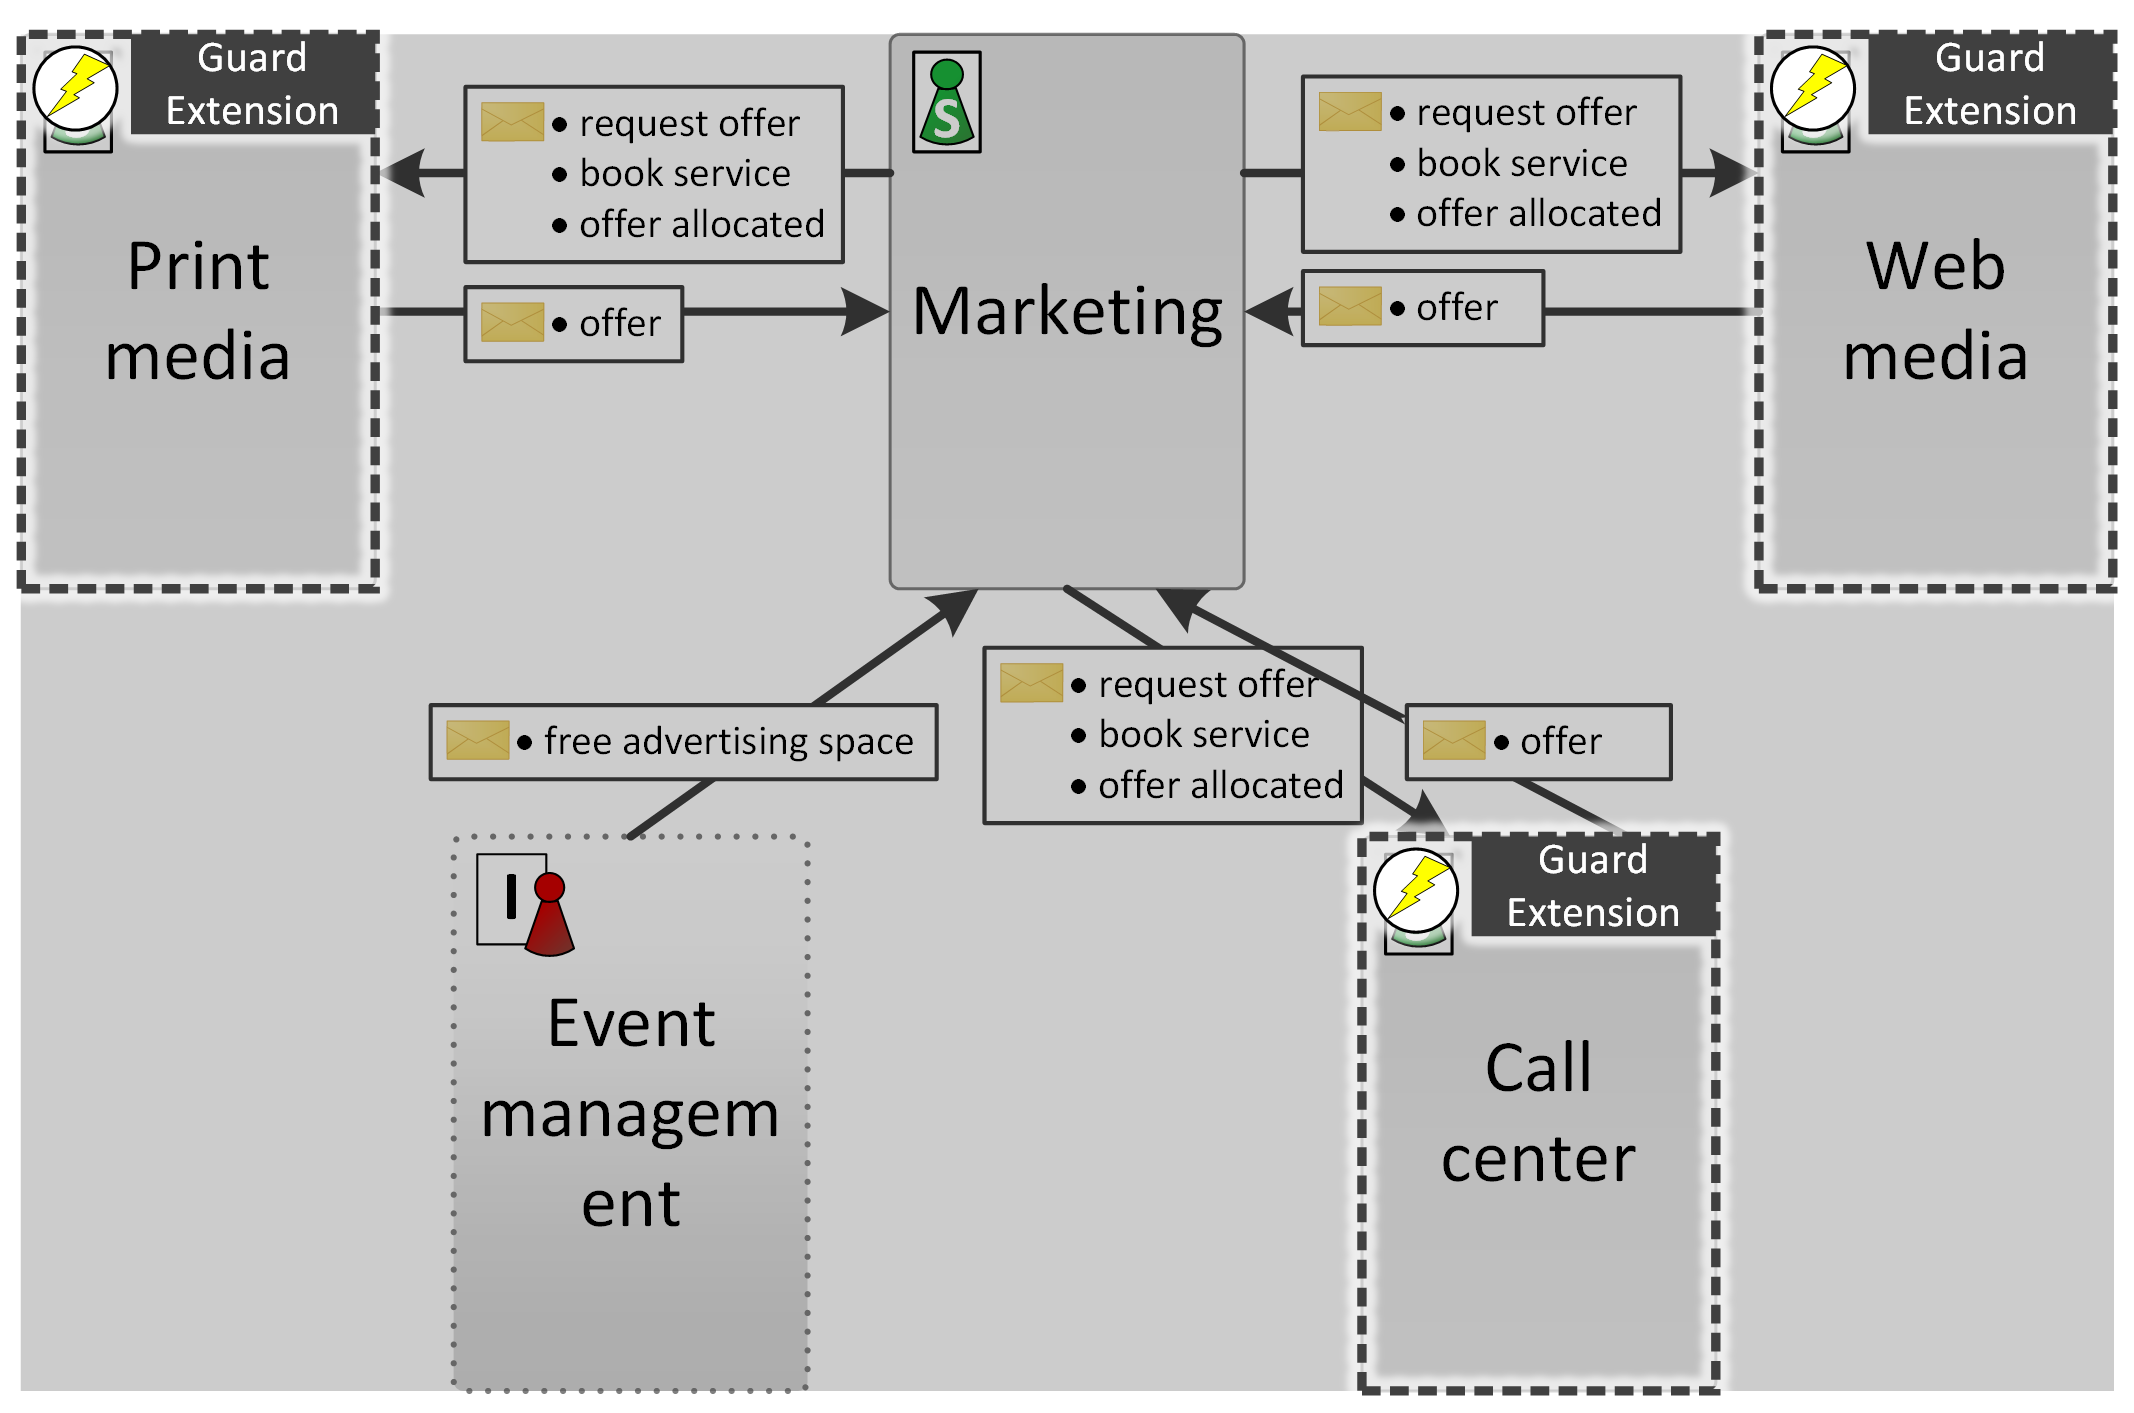 Guard
Extension
Print
media
• request offer
• book service
• offer allocated
• offer
S
Marketing
• request offer
• book service
• offer allocated
• offer
Guard
Extension
Web
media
• free advertising space
• request offer
• book service
• offer allocated
• offer
I
Event
managem
ent
Guard
Extension
Call
center